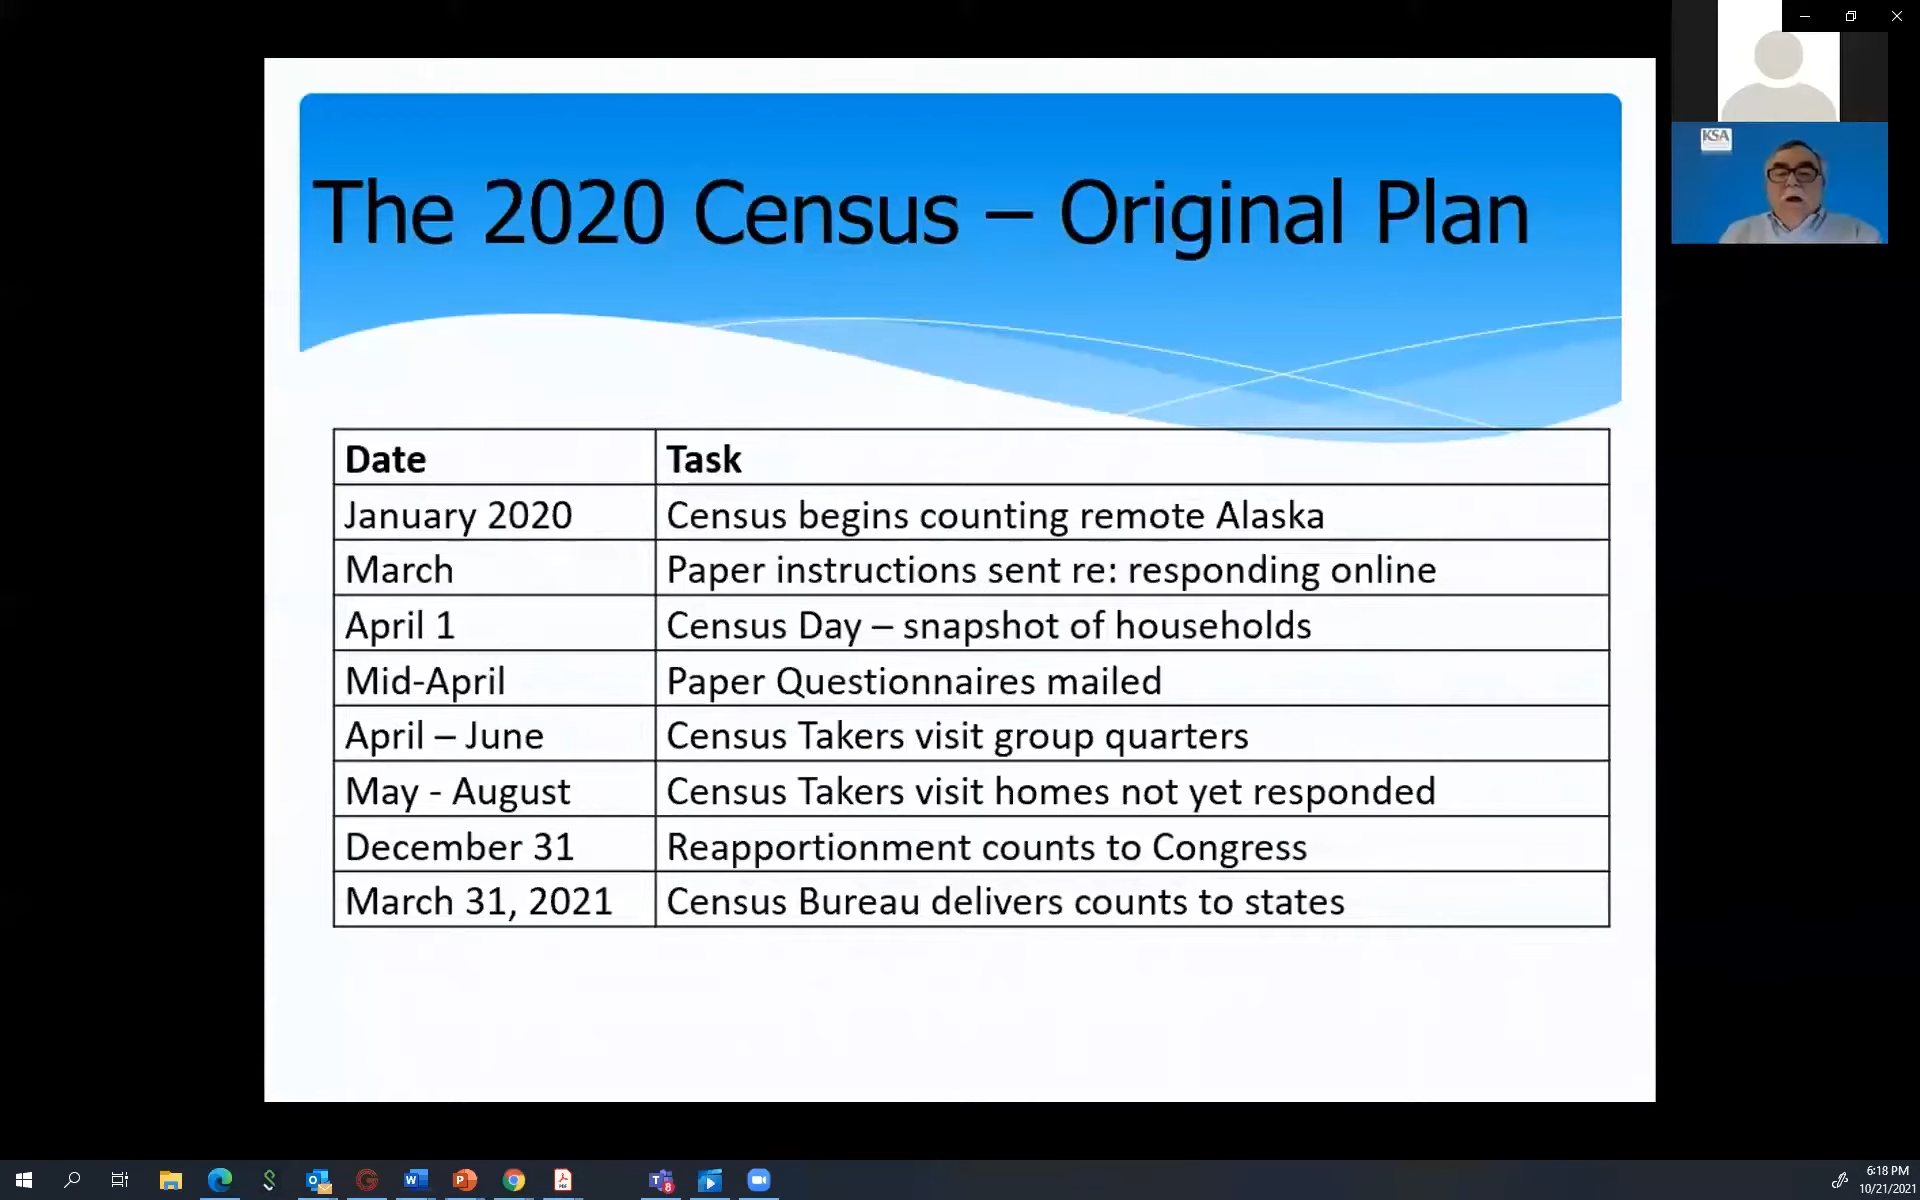 KSA
The 2020 Census – Original Plan
Date Task
January 2020 Census begins counting remote Alaska
March Paper instructions sent re: responding online
April 1 Census Day – snapshot of households
Mid-April Paper Questionnaires mailed
April – June Census Takers visit group quarters
May - August Census Takers visit homes not yet responded
December 31 Reapportionment counts to Congress
March 31, 2021 Census Bureau delivers counts to states
6:18 PM
10/21/2021